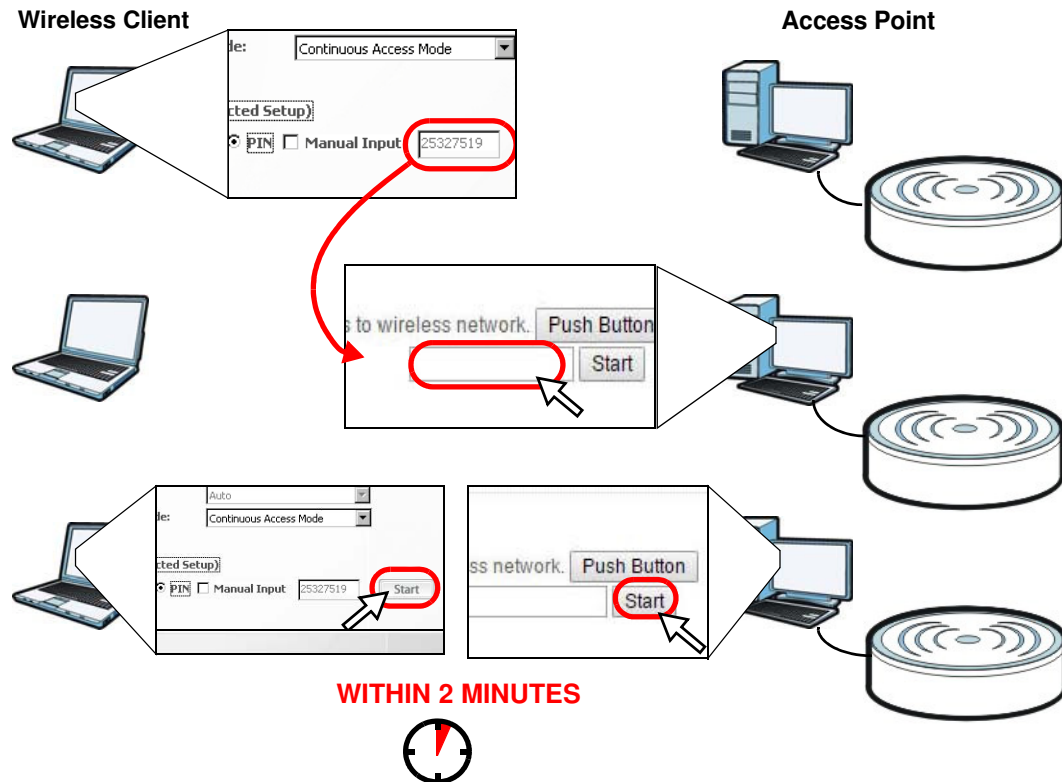 Wireless Client
Access Point
de:
Continuous Access Mode
cted Setup)
PIN Manual Input 25327519
s to wireless network. Push Button
Start
Auto
de:
Continuous Access Mode
cted Setup)
PIN Manual Input 25327519 Start
ss network. Push Button
Start
WITHIN 2 MINUTES